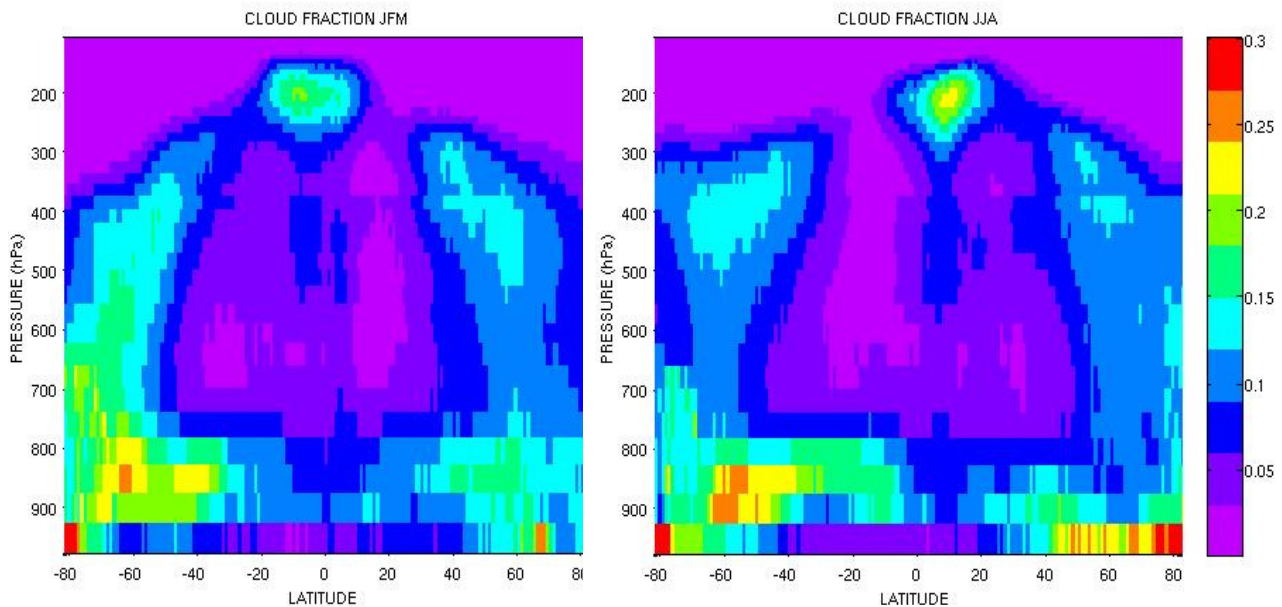 CLOUD FRACTION JFM
CLOUD FRACTION JJA
PRESSURE (hPa)
200
300
400
500
600
700
800
900
-80 -60 -40 -20 0 20 40 60 80
LATITUDE
PRESSURE (hPa)
200
300
400
500
600
700
800
900
-80 -60 -40 -20 0 20 40 60 80
LATITUDE
0.3
0.25
0.2
0.15
0.1
0.05